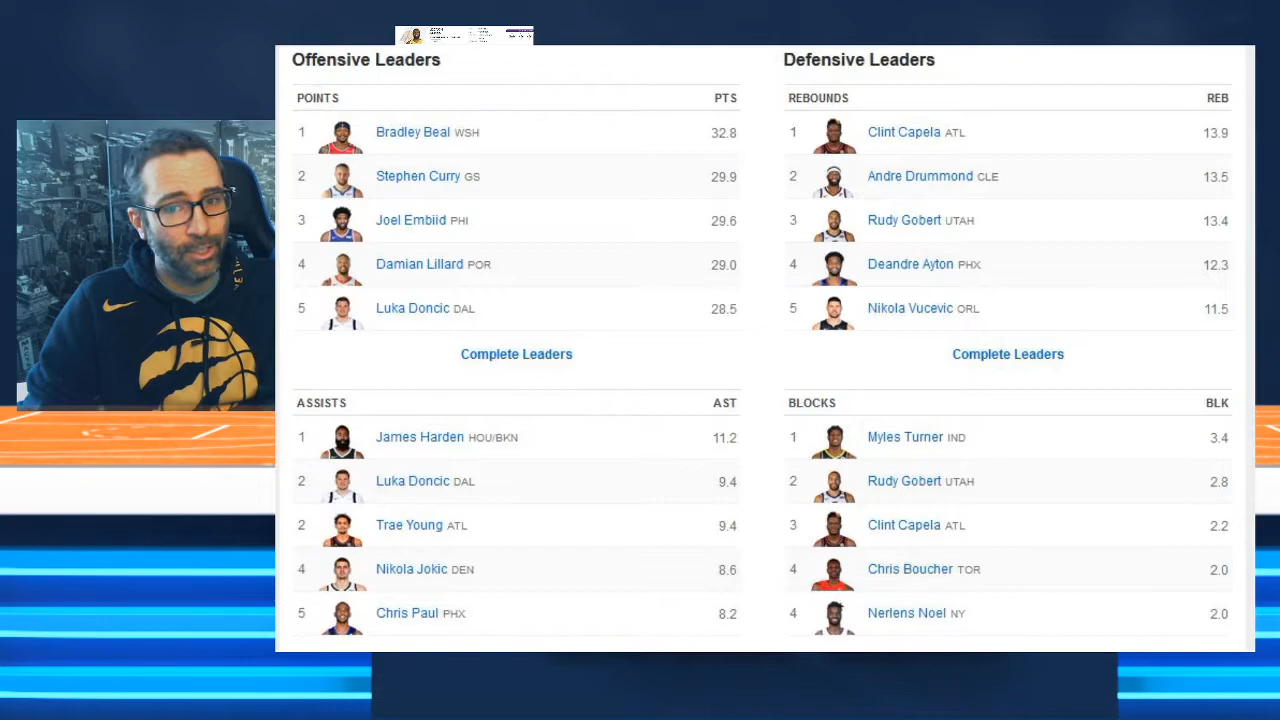 Offensive Leaders
POINTS PTS
1 Bradley Beal WSH 32.8
2 Stephen Curry GS 29.9
3 Joel Embiid PHI 29.6
4 Damian Lillard POR 29.0
5 Luka Doncic DAL 28.5
Complete Leaders
ASSISTS AST
1 James Harden HOU/BKN 11.2
2 Luka Doncic DAL 9.4
2 Trae Young ATL 9.4
4 Nikola Jokic DEN 8.6
5 Chris Paul PHX 8.2
Defensive Leaders
REBOUNDS REB
1 Clint Capela ATL 13.9
2 Andre Drummond CLE 13.5
3 Rudy Gobert UTAH 13.4
4 Deandre Ayton PHX 12.3
5 Nikola Vucevic ORL 11.5
Complete Leaders
BLOCKS BLK
1 Myles Turner IND 3.4
2 Rudy Gobert UTAH 2.8
3 Clint Capela ATL 2.2
4 Chris Boucher TOR 2.0
4 Nerlens Noel NY 2.0